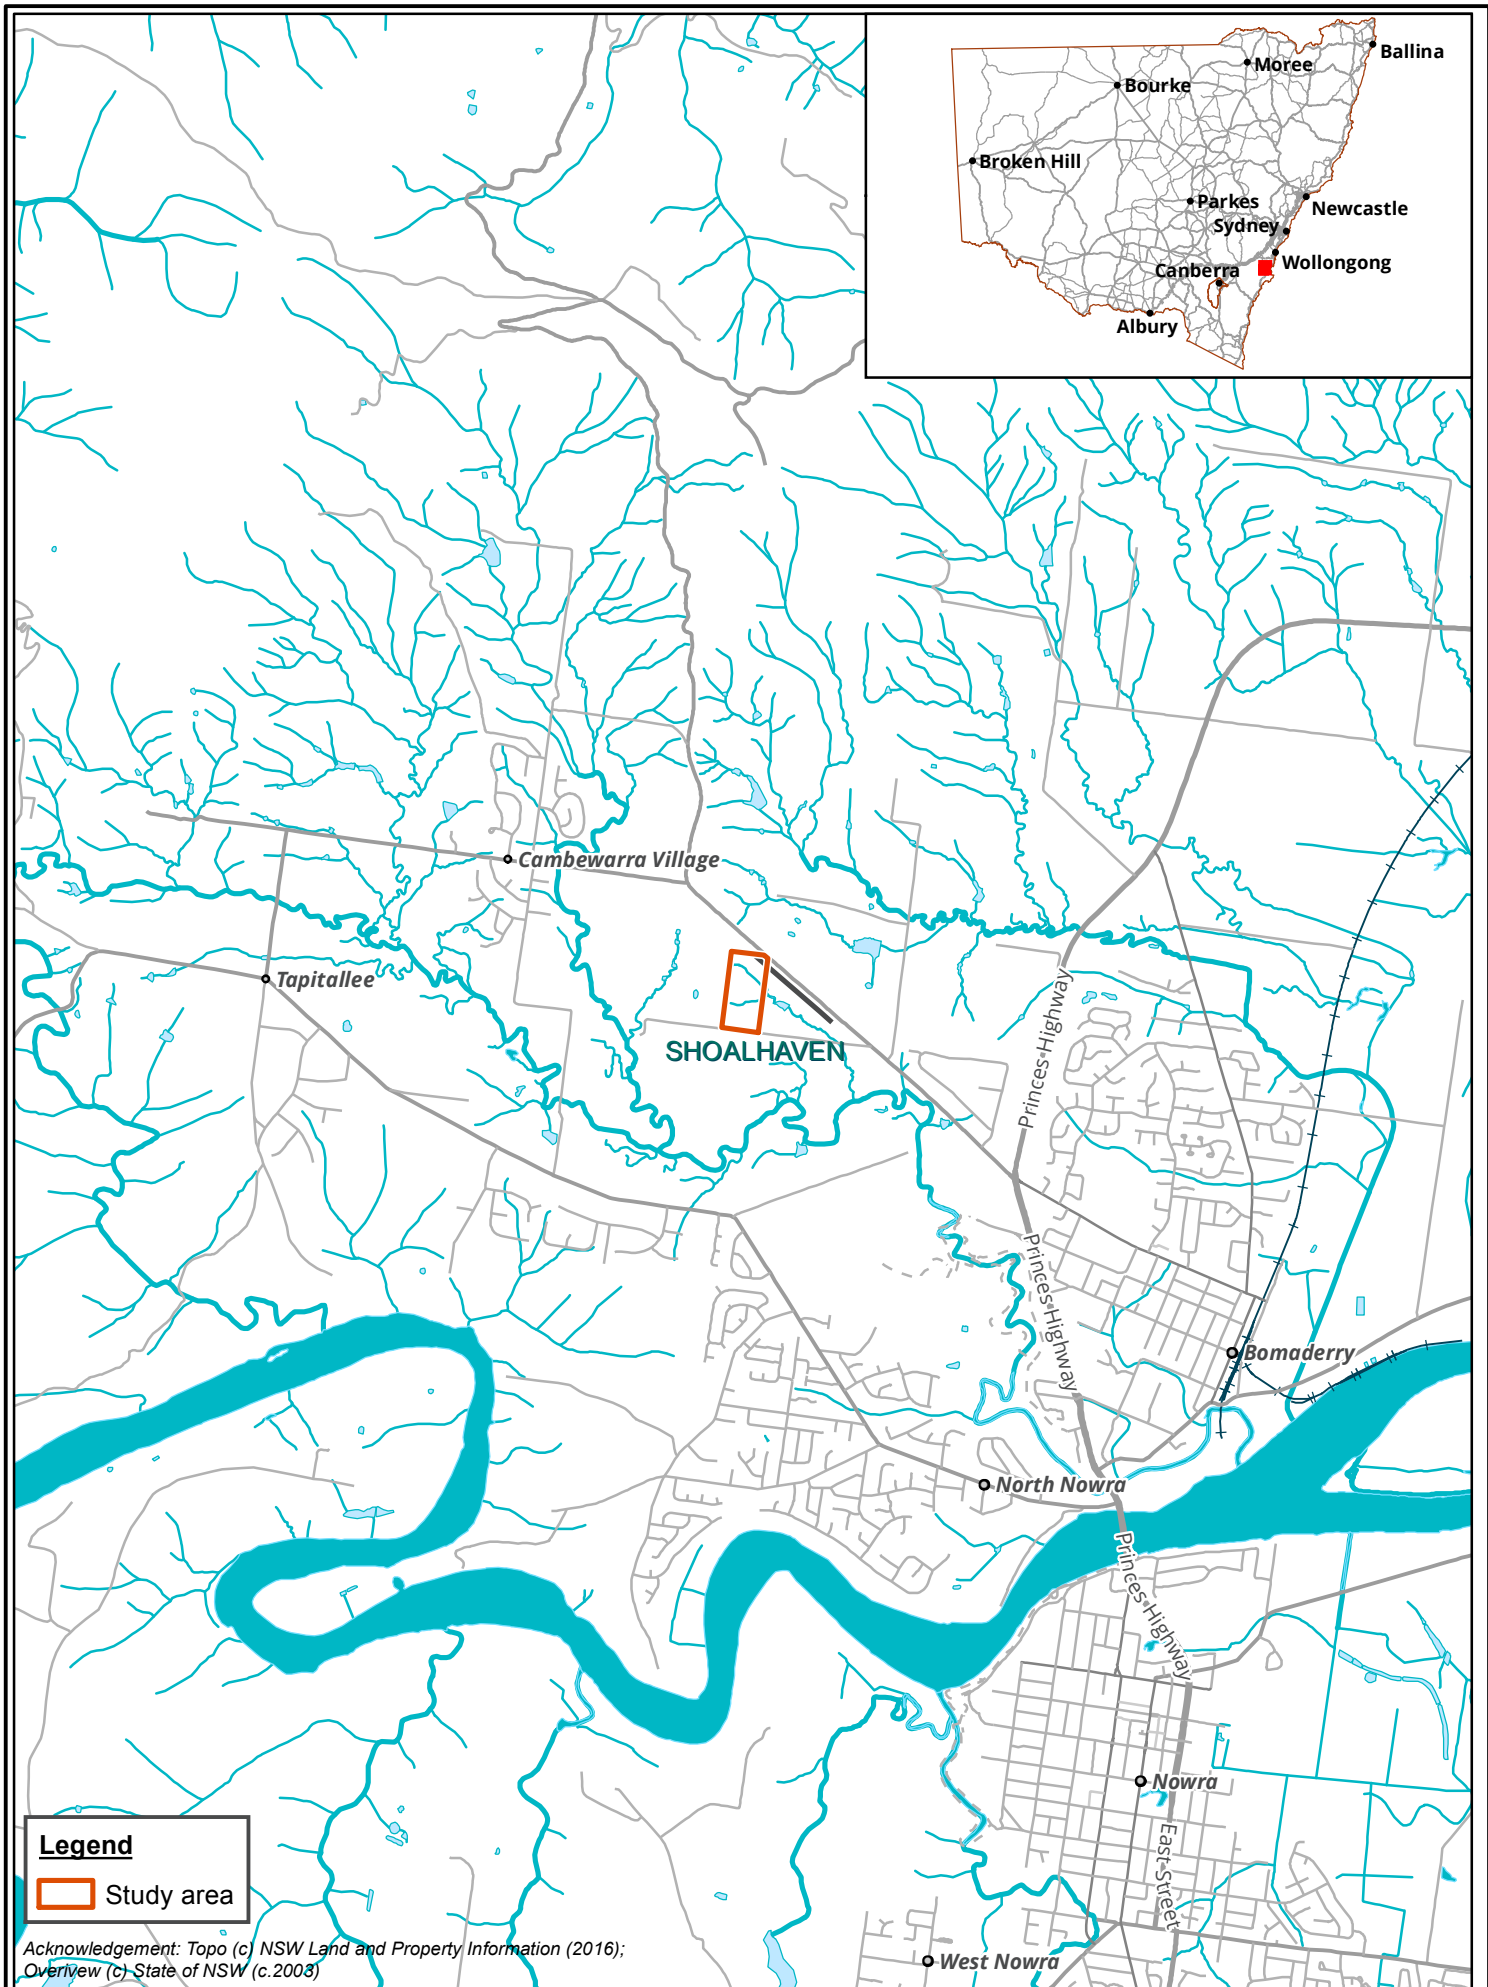 Ballina
Moree
Bourke
Broken Hill
Parkes
Newcastle
Sydney
Wollongong
Canberra
Albury
Cambewarra Village
Tapitallee
SHOALHAVEN
Princes Highway
Princes Highway
Bomaderry
North Nowra
Princes Highway
Nowra
East Street
West Nowra
Legend
Study area
Acknowledgement: Topo (c) NSW Land and Property Information (2016);
Overivew (c) State of NSW (c.2003)